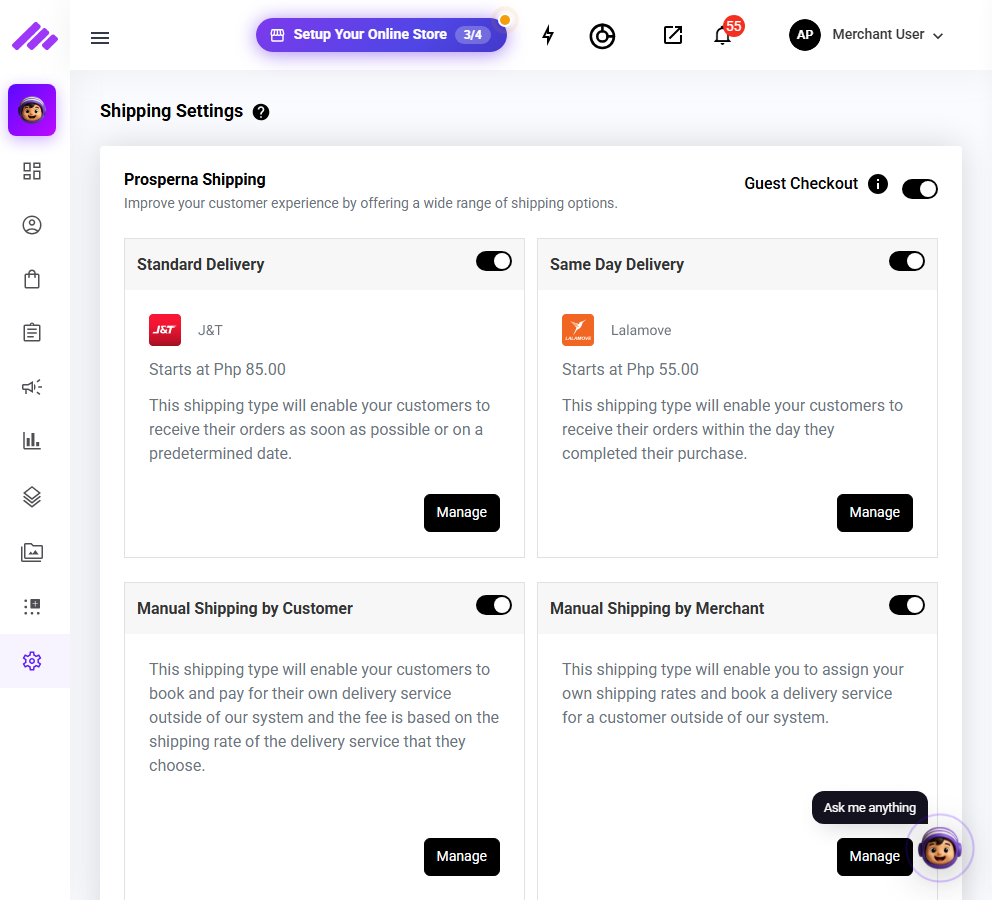 Setup Your Online Store 3/4
55
AP Merchant User
Shipping Settings
Prosperna Shipping
Improve your customer experience by offering a wide range of shipping options.
Guest Checkout
Standard Delivery
J&T
J&T
Starts at Php 85.00
This shipping type will enable your customers to
receive their orders as soon as possible or on a
predetermined date.
Manage
Same Day Delivery
LALAMOVE
Lalamove
Starts at Php 55.00
This shipping type will enable your customers to
receive their orders within the day they
completed their purchase.
Manage
Manual Shipping by Customer
This shipping type will enable your customers to
book and pay for their own delivery service
outside of our system and the fee is based on the
shipping rate of the delivery service that they
choose.
Manage
Manual Shipping by Merchant
This shipping type will enable you to assign your
own shipping rates and book a delivery service
for a customer outside of our system.
Ask me anything
Manage